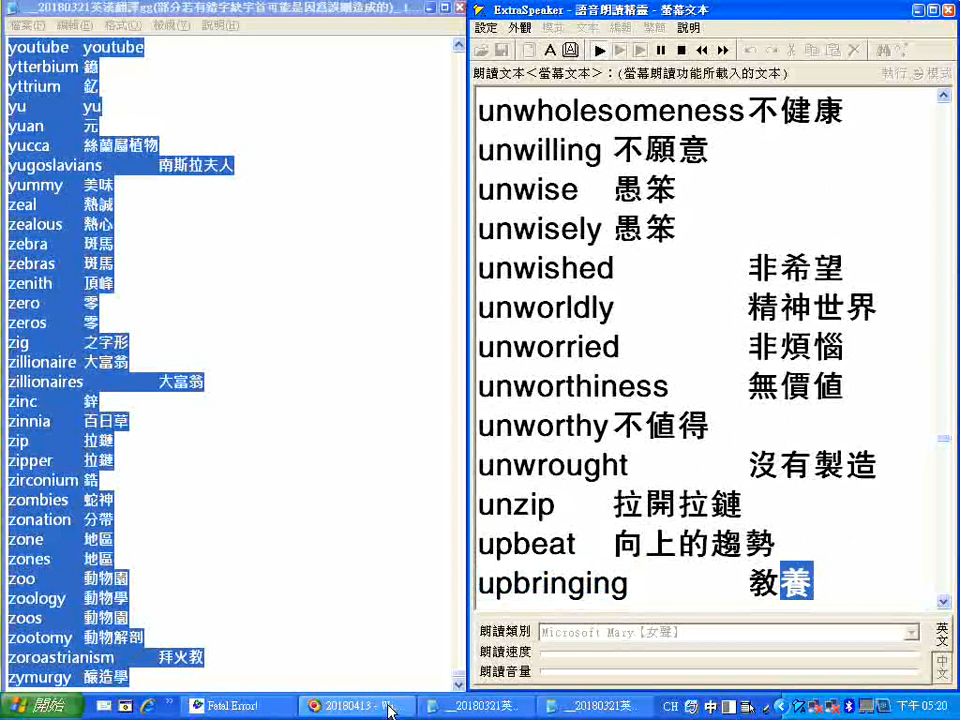 __20180321英漢翻譯gg(部分若有錯字缺字首可能是因為誤刪造成的)_
檔案(F) 編輯(E) 格式(O) 檢視(V) 說明(H)
youtube youtube
ytterbium 鐿
yttrium 釔
yu yu
yuan 元
yucca 絲蘭屬植物
yugoslavians 南斯拉夫人
yummy 美味
zeal 熱誠
zealous 熱心
zebra 斑馬
zebras 斑馬
zenith 頂峰
zero 零
zeros 零
zig 之字形
zillionaire 大富翁
zillionaires 大富翁
zinc 鋅
zinnia 百日草
zip 拉鏈
zipper 拉鏈
zirconium 鋯
zombies 蛇神
zonation 分帶
zone 地區
zones 地區
zoo 動物園
zoology 動物學
zoos 動物園
zootomy 動物解剖
zoroastrianism 拜火教
zymurgy 釀造學
ExtraSpeaker - 語音朗讀精靈 - 螢幕文本
設定 外觀 模式 文本 編輯 繁簡 說明
朗讀文本<螢幕文本>：(螢幕朗讀功能所載入的文本) 執行 模式
unwholesomeness 不健康
unwilling 不願意
unwise 愚笨
unwisely 愚笨
unwished 非希望
unworldly 精神世界
unworried 非煩惱
unworthiness 無價値
unworthy 不値得
unwrought 沒有製造
unzip 拉開拉鏈
upbeat 向上的趨勢
upbringing 教養
朗讀類別 Microsoft Mary【女聲】
朗讀速度
朗讀音量
英文
中文
開始 Fatal Error! 20180413 - __20180321英... __20180321英... CH 中 下午 05:20